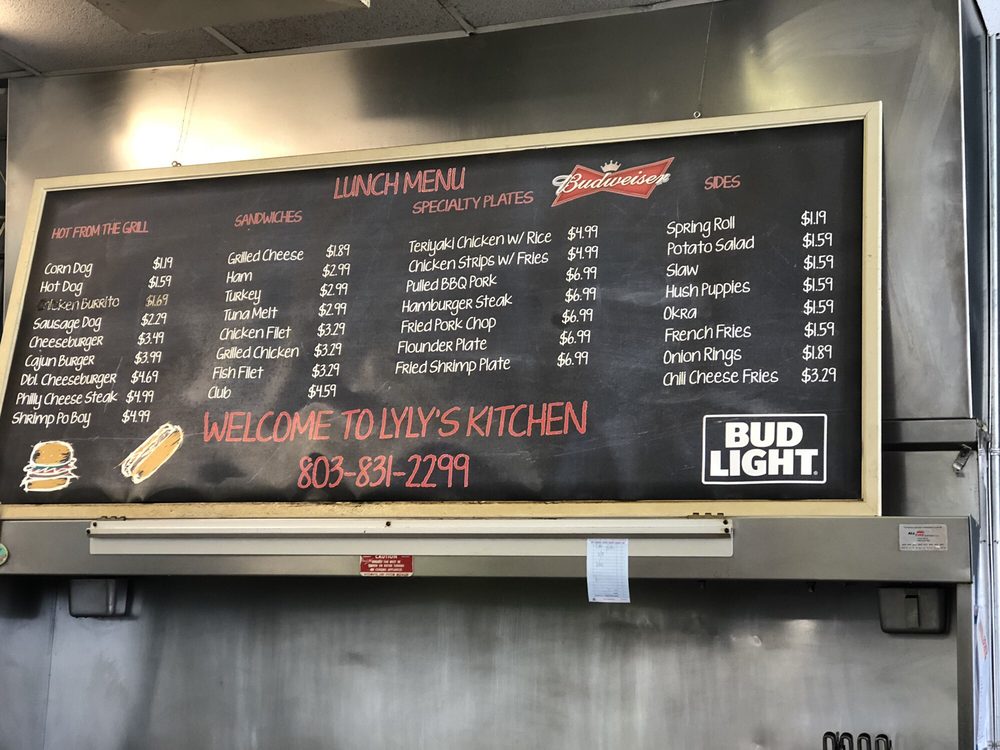 LUNCH MENU
Budweiser
HOT FROM THE GRILL
Corn Dog $1.19
Hot Dog $1.59
Chicken Burrito $1.69
Sausage Dog $2.29
Cheeseburger $3.49
Cajun Burger $3.99
Dbl. Cheeseburger $4.69
Philly Cheese Steak $4.99
Shrimp Po Boy $4.99
SANDWICHES
Grilled Cheese $1.89
Ham $2.99
Turkey $2.99
Tuna Melt $2.99
Chicken Filet $3.29
Grilled Chicken $3.29
Fish Filet $3.29
Club $4.59
SPECIALTY PLATES
Teriyaki Chicken W/ Rice $4.99
Chicken Strips W/ Fries $4.99
Pulled BBQ Pork $6.99
Hamburger Steak $6.99
Fried Pork Chop $6.99
Flounder Plate $6.99
Fried Shrimp Plate $6.99
SIDES
Spring Roll $1.19
Potato Salad $1.59
Slaw $1.59
Hush Puppies $1.59
Okra $1.59
French Fries $1.59
Onion Rings $1.89
Chili Cheese Fries $3.29
WELCOME TO LYLY'S KITCHEN
803-831-2299
BUD
LIGHT
CAUTION